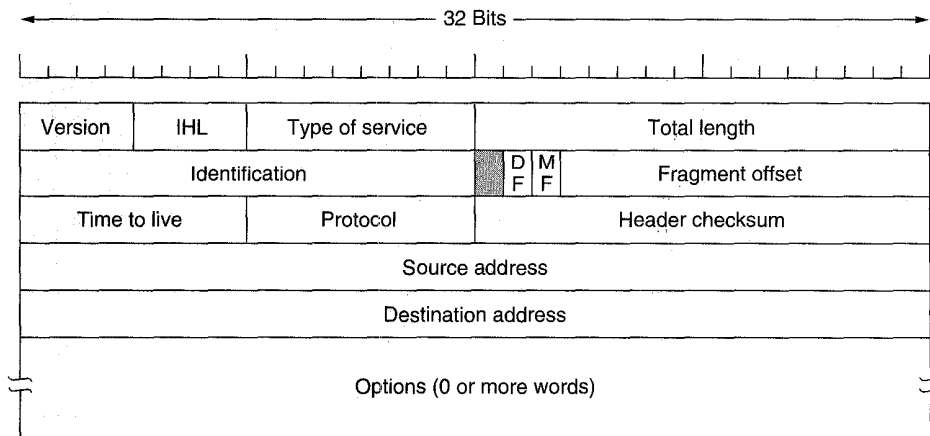 32 Bits
Version IHL Type of service Total length
Identification D F M F Fragment offset
Time to live Protocol Header checksum
Source address
Destination address
Options (0 or more words)